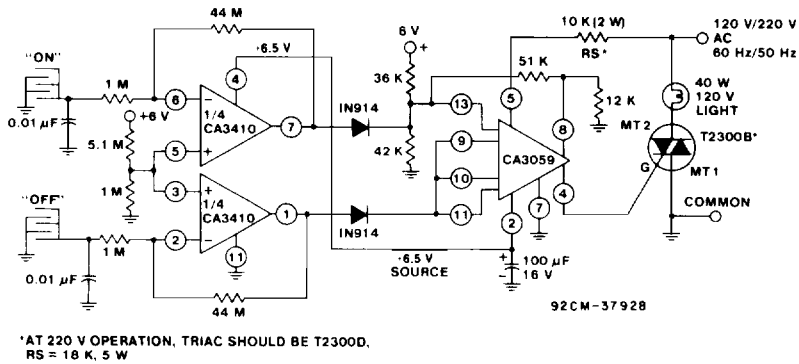 44 M
"ON"
1 M
0.01 µF
6
–
+6 V
5.1 M
5
+
1 M
4
+6.5 V
1/4
CA3410
7
IN914
6 V
+
36 K
42 K
"OFF"
0.01 µF
1 M
3
+
2
–
1/4
CA3410
1
11
44 M
IN914
13
9
10
11
5
CA3059
51 K
12 K
8
4
7
2
+6.5 V
SOURCE
+
–
100 µF
16 V
10 K (2 W)
RS*
120 V/220 V
AC
60 Hz/50 Hz
40 W
120 V
LIGHT
MT2
T2300B*
G
MT1
COMMON
92CM-37928
*AT 220 V OPERATION, TRIAC SHOULD BE T2300D,
RS = 18 K, 5 W